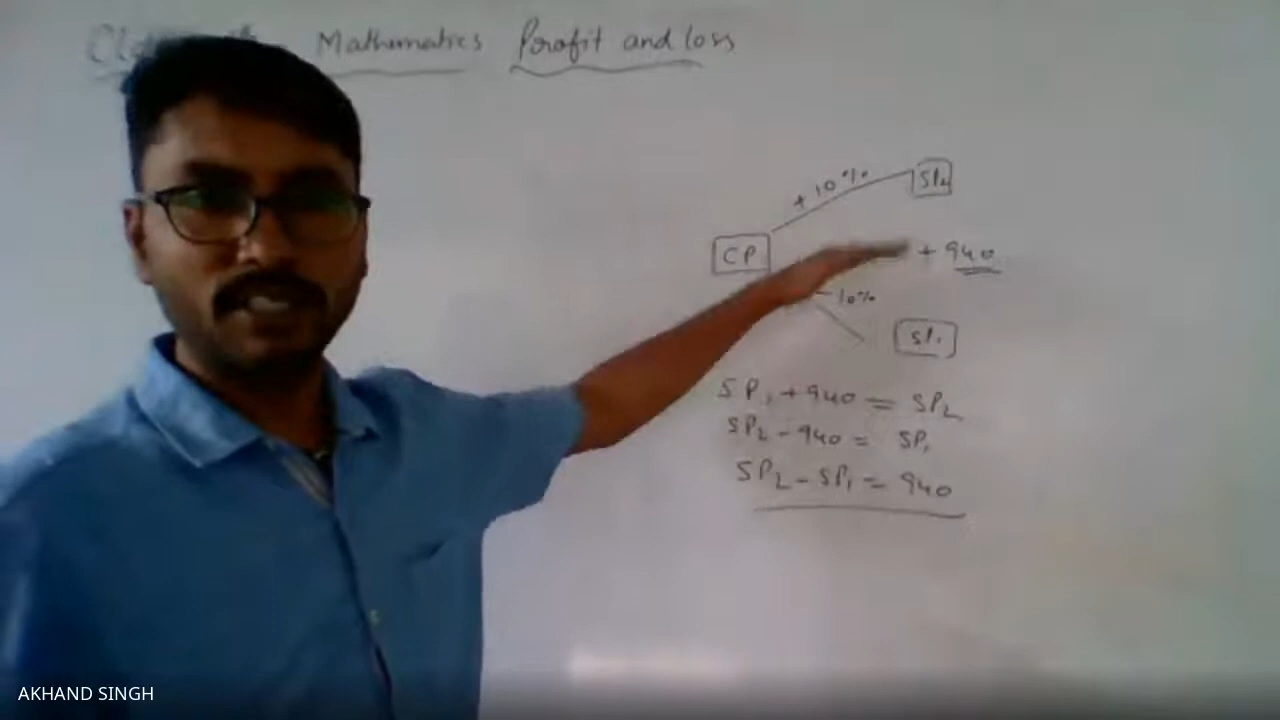 Mathematics Profit and loss
+ 10% SP2
CP + 940
- 10%
SP1
SP1 + 940 = SP2
SP2 - 940 = SP1
SP2 - SP1 = 940
AKHAND SINGH